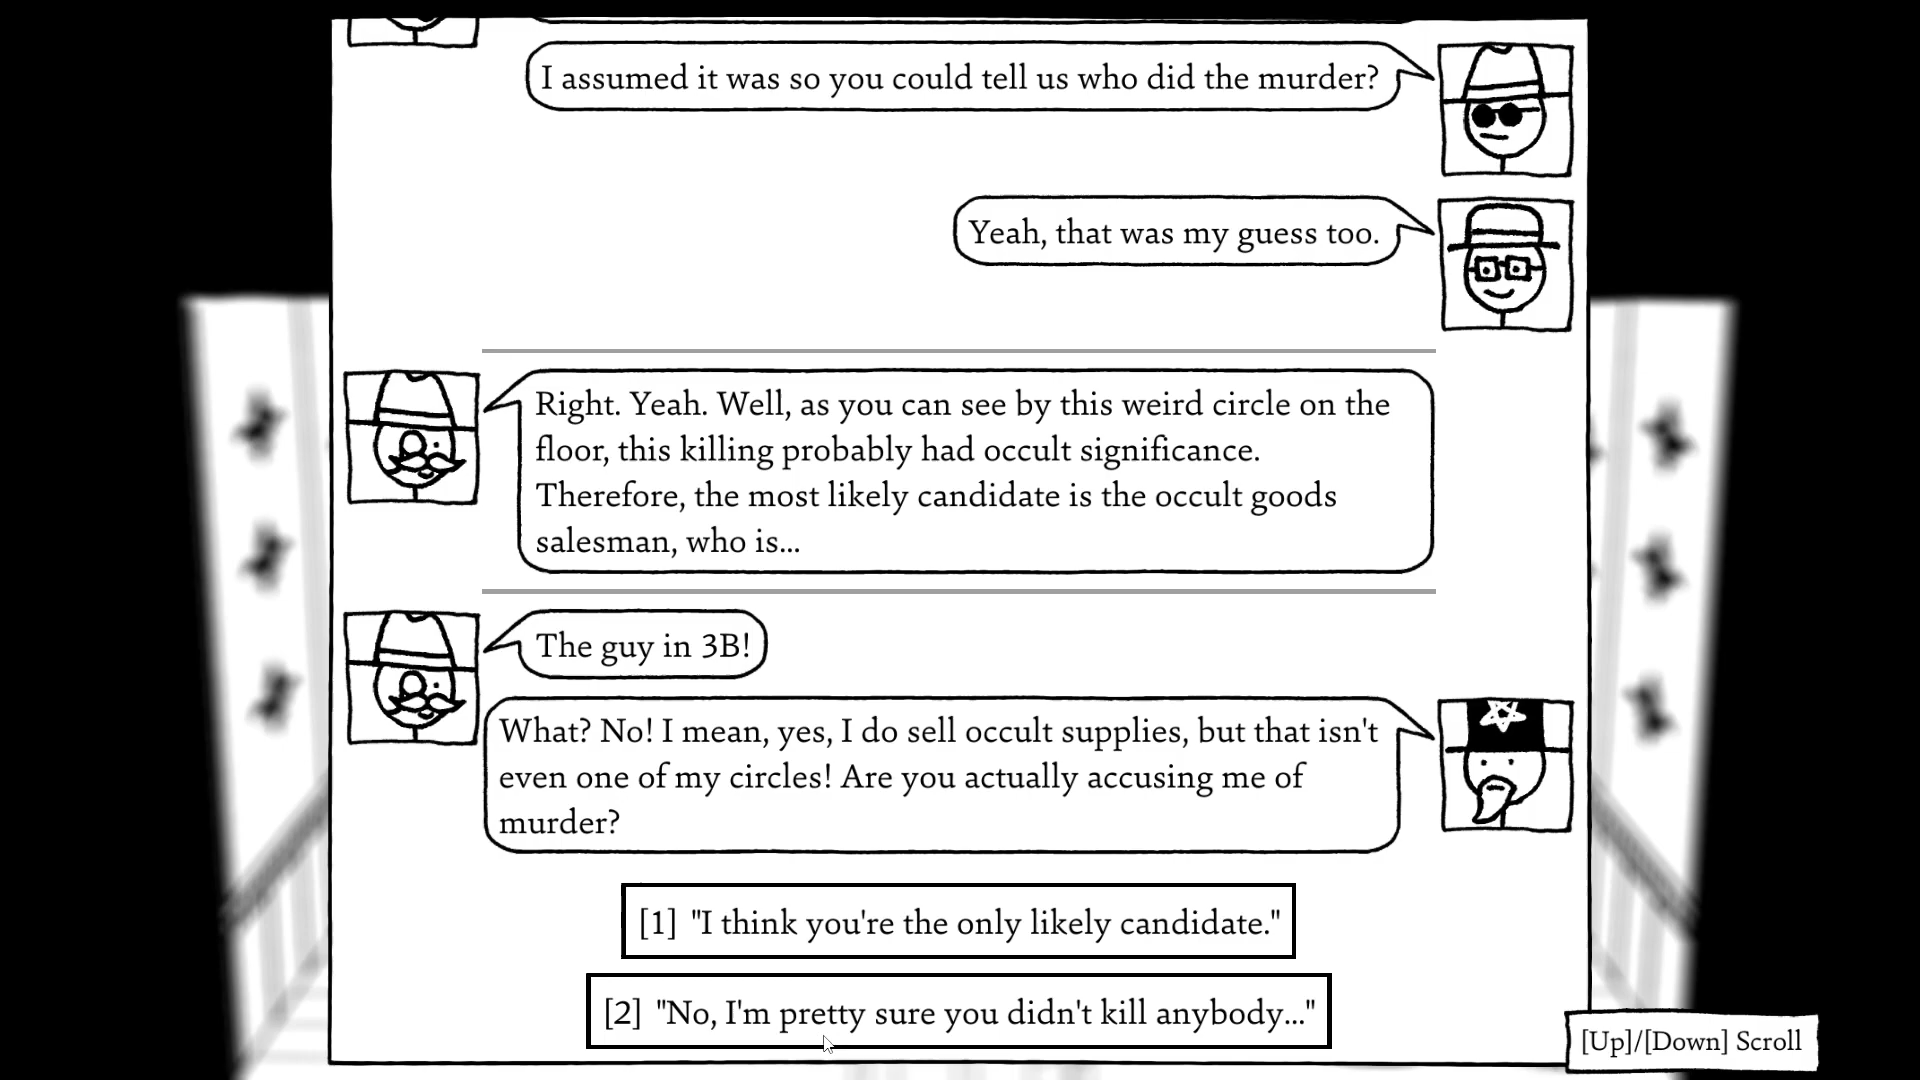 I assumed it was so you could tell us who did the murder?
Yeah, that was my guess too.
Right. Yeah. Well, as you can see by this weird circle on the
floor, this killing probably had occult significance.
Therefore, the most likely candidate is the occult goods
salesman, who is...
The guy in 3B!
What? No! I mean, yes, I do sell occult supplies, but that isn't
even one of my circles! Are you actually accusing me of
murder?
[1] "I think you're the only likely candidate."
[2] "No, I'm pretty sure you didn't kill anybody..."
[Up]/[Down] Scroll